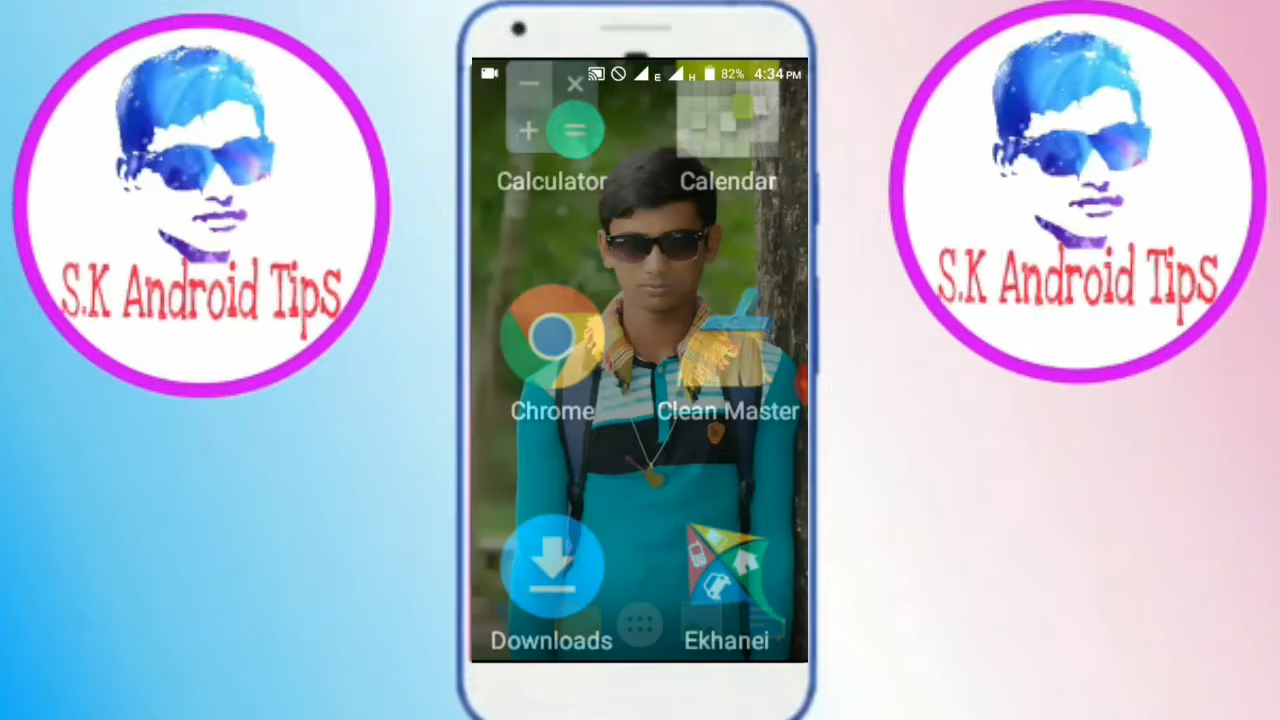 E H 82% 4:34 PM
Calculator Calendar
S.K Android Tips
Chrome Clean Master
S.K Android Tips
Downloads Ekhanei